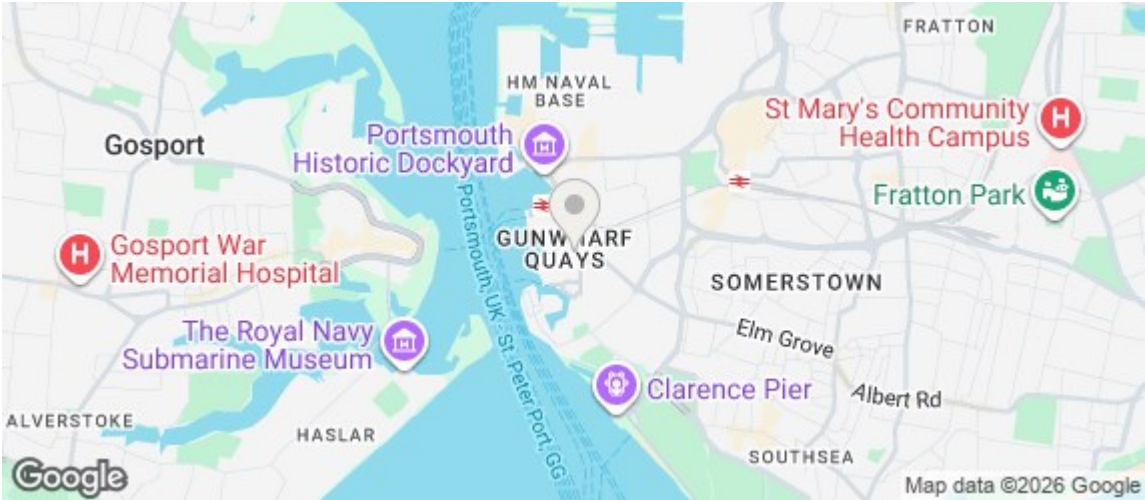 FRATTON
HM NAVAL
BASE
St Mary's Community
Health Campus
Portsmouth
Historic Dockyard
Gosport
Fratton Park
GUNWHARF
QUAYS
Gosport War
Memorial Hospital
SOMERSTOWN
Portsmouth, UK - St. Peter Port, GG
The Royal Navy
Submarine Museum
Elm Grove
Clarence Pier
Albert Rd
ALVERSTOKE
HASLAR
SOUTHSEA
Google
Map data ©2026 Google